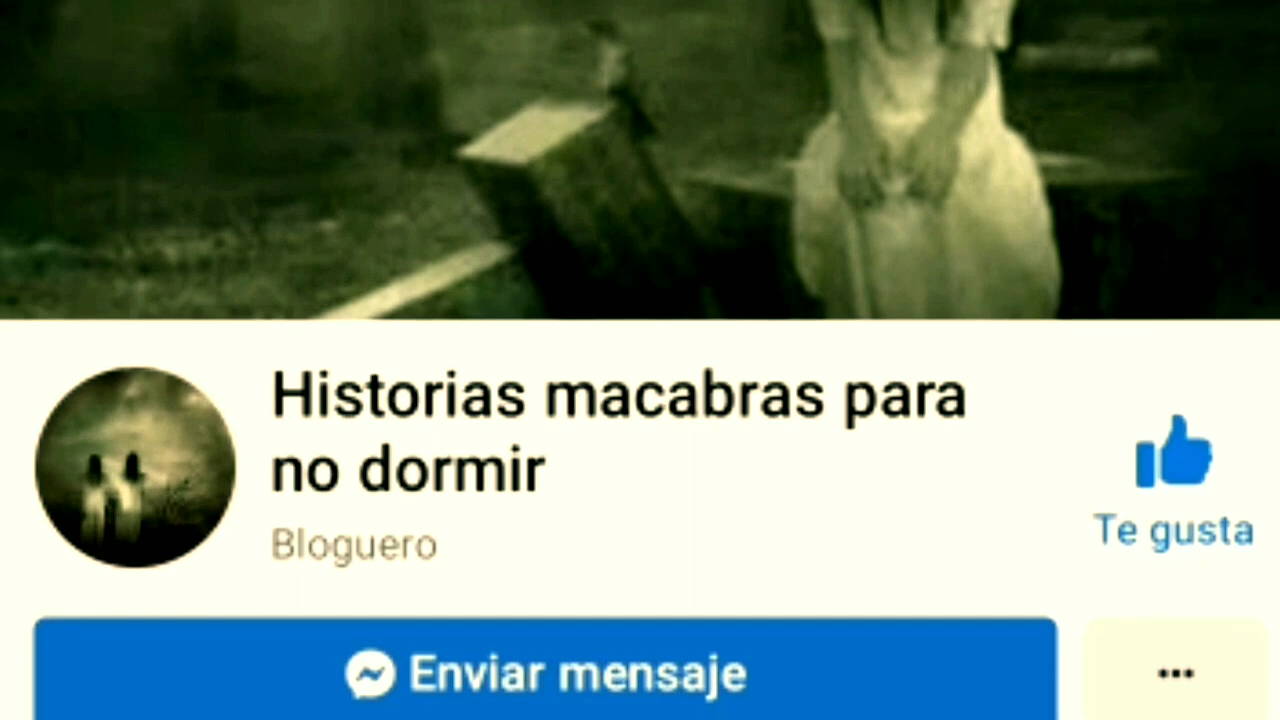 Historias macabras para
no dormir
Bloguero
Te gusta
Enviar mensaje
...